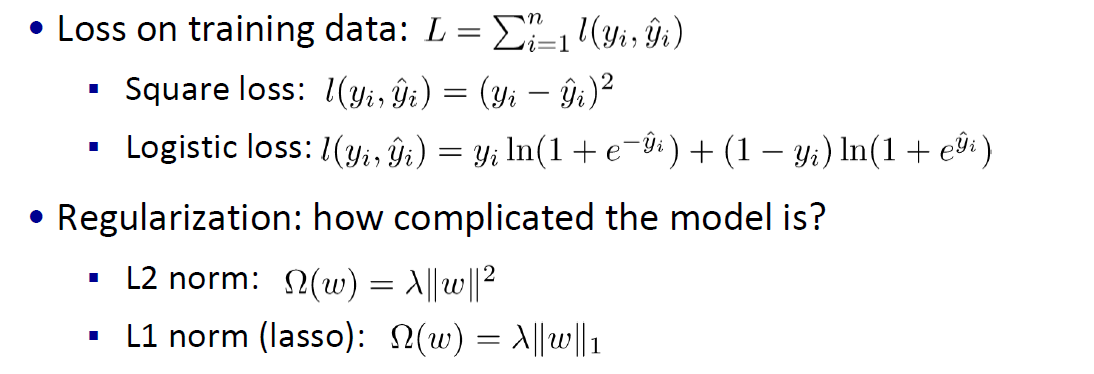 • Loss on training data: L = ∑ⁿᵢ₌₁ l(yᵢ, ŷᵢ)
▪ Square loss: l(yᵢ, ŷᵢ) = (yᵢ − ŷᵢ)²
▪ Logistic loss: l(yᵢ, ŷᵢ) = yᵢ ln(1 + e^{−ŷᵢ}) + (1 − yᵢ) ln(1 + e^{ŷᵢ})
• Regularization: how complicated the model is?
▪ L2 norm: Ω(w) = λ‖w‖²
▪ L1 norm (lasso): Ω(w) = λ‖w‖₁